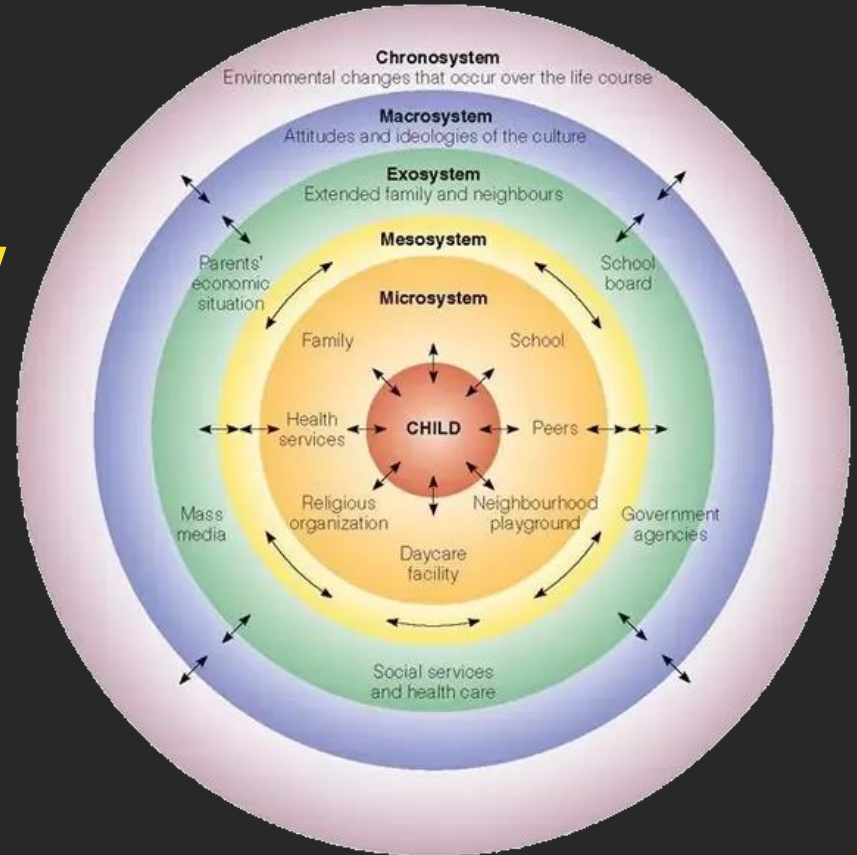 Chronosystem
Environmental changes that occur over the life course
Macrosystem
Attitudes and ideologies of the culture
Exosystem
Extended family and neighbours
Mesosystem
Parents'
economic
situation
School
board
Microsystem
Family
School
Health
services
CHILD
Peers
Religious
organization
Neighbourhood
playground
Mass
media
Government
agencies
Daycare
facility
Social services
and health care